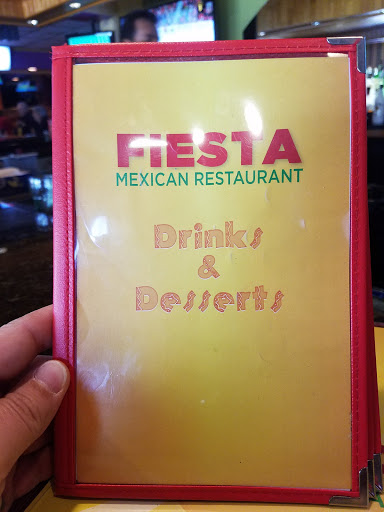 FIESTA
MEXICAN RESTAURANT
Drinks
&
Desserts